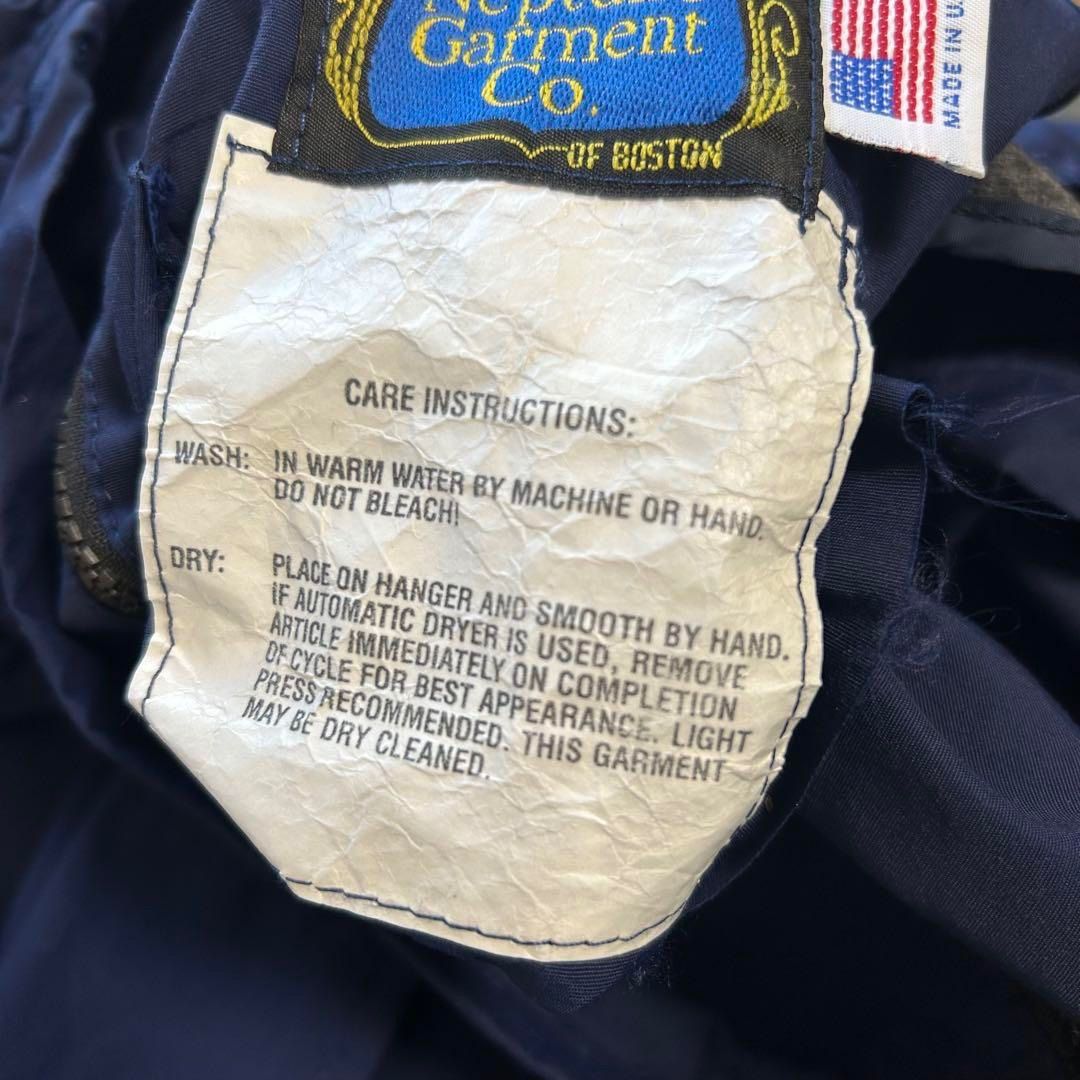 Neptune
Garment
Co.
OF BOSTON
MADE IN U.
CARE INSTRUCTIONS:
WASH: IN WARM WATER BY MACHINE OR HAND.
DO NOT BLEACH!
DRY: PLACE ON HANGER AND SMOOTH BY HAND.
IF AUTOMATIC DRYER IS USED, REMOVE
ARTICLE IMMEDIATELY ON COMPLETION
OF CYCLE FOR BEST APPEARANCE. LIGHT
PRESS RECOMMENDED. THIS GARMENT
MAY BE DRY CLEANED.